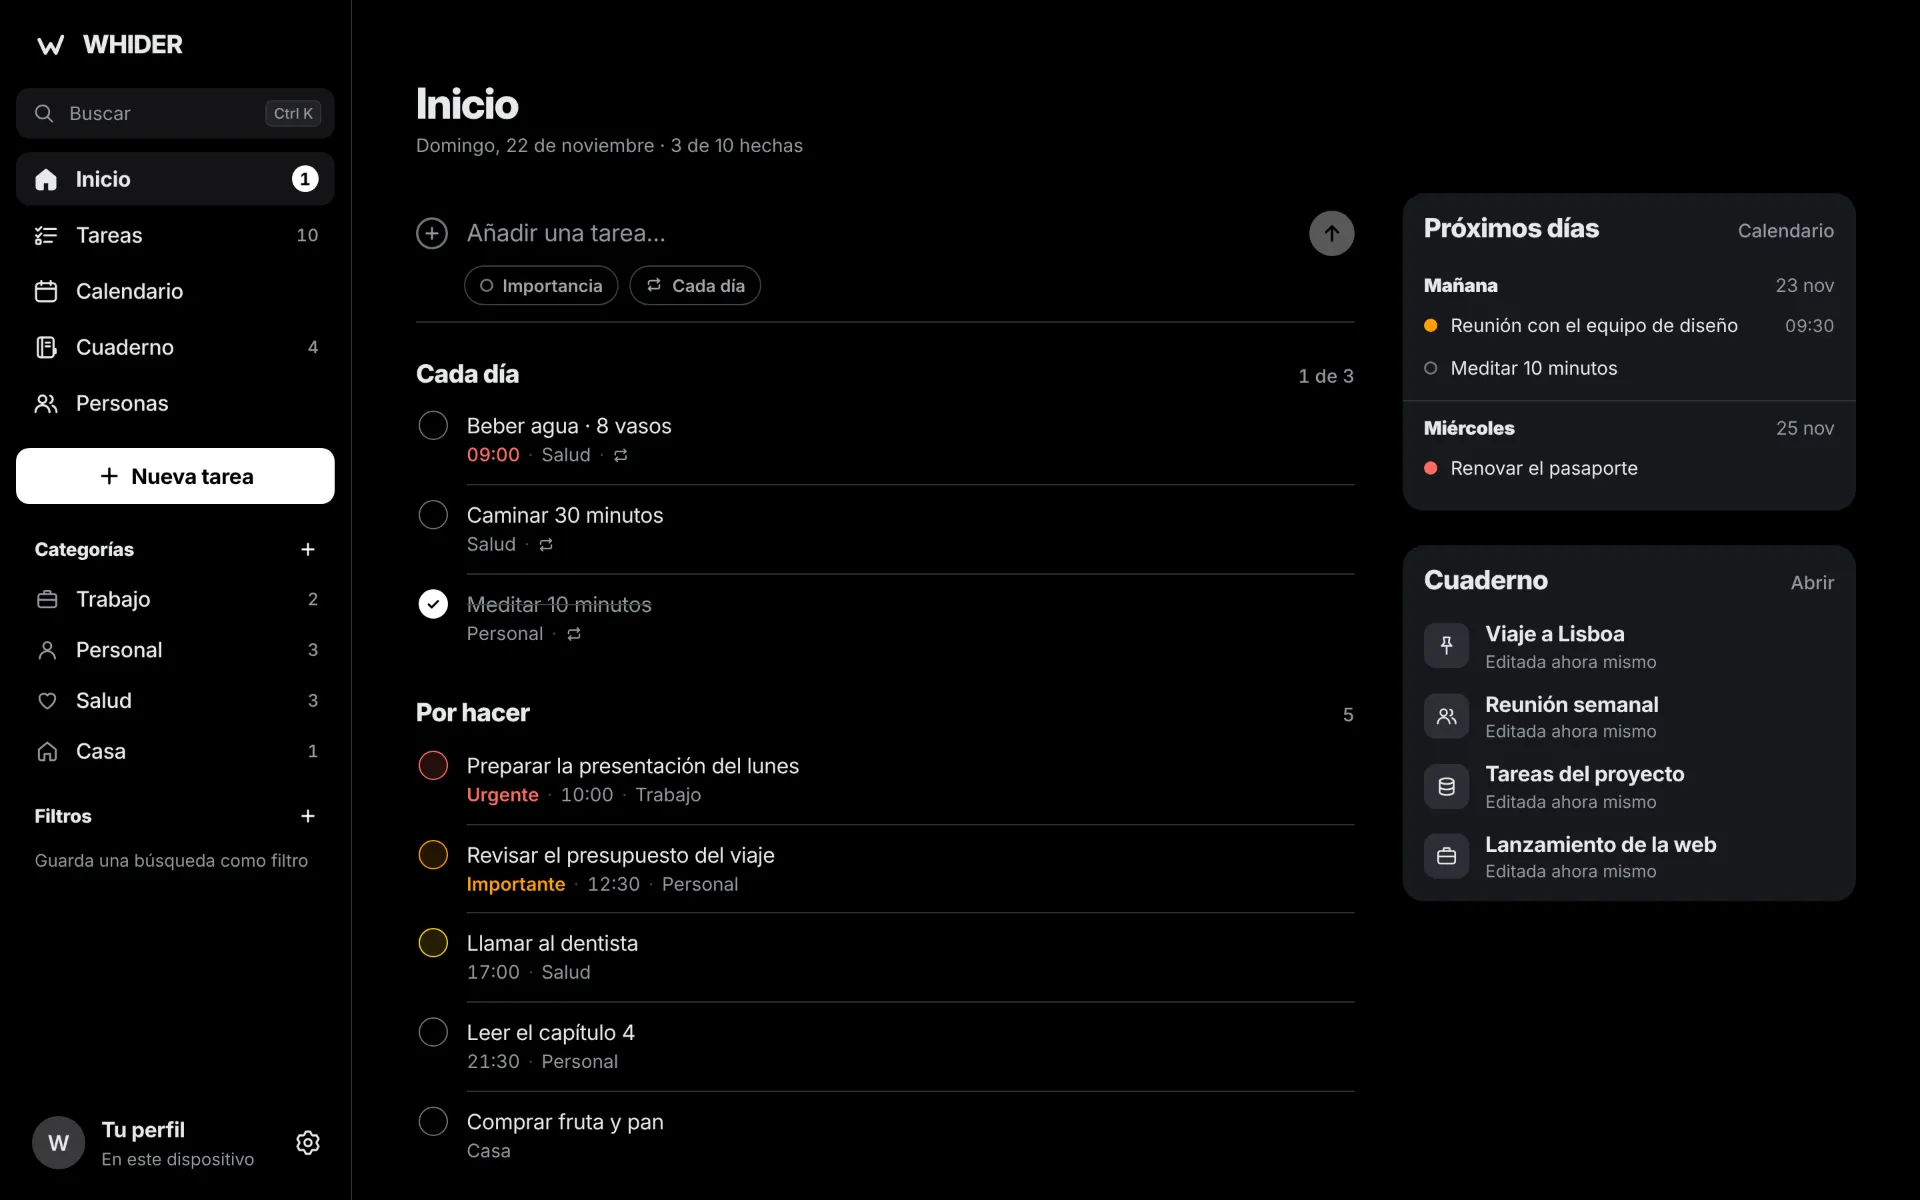 WHIDER
Buscar
Ctrl K
Inicio
1
Tareas
10
Calendario
Cuaderno
4
Personas
Nueva tarea
Categorías
Trabajo
2
Personal
3
Salud
3
Casa
1
Filtros
Guarda una búsqueda como filtro
W
Tu perfil
En este dispositivo
Inicio
Domingo, 22 de noviembre · 3 de 10 hechas
Añadir una tarea...
Importancia
Cada día
Cada día
1 de 3
Beber agua · 8 vasos
09:00 · Salud ·
Caminar 30 minutos
Salud ·
Meditar 10 minutos
Personal ·
Por hacer
5
Preparar la presentación del lunes
Urgente · 10:00 · Trabajo
Revisar el presupuesto del viaje
Importante · 12:30 · Personal
Llamar al dentista
17:00 · Salud
Leer el capítulo 4
21:30 · Personal
Comprar fruta y pan
Casa
Próximos días
Calendario
Mañana
23 nov
Reunión con el equipo de diseño
09:30
Meditar 10 minutos
Miércoles
25 nov
Renovar el pasaporte
Cuaderno
Abrir
Viaje a Lisboa
Editada ahora mismo
Reunión semanal
Editada ahora mismo
Tareas del proyecto
Editada ahora mismo
Lanzamiento de la web
Editada ahora mismo